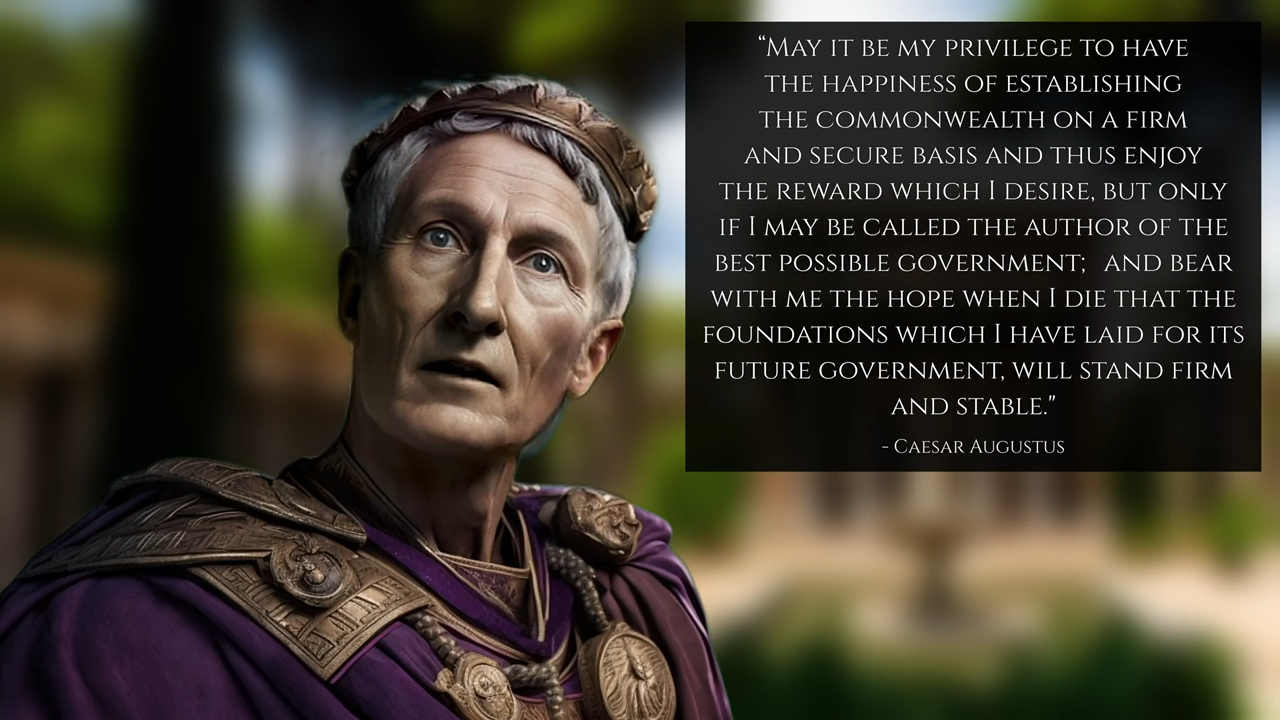 “May it be my privilege to have
the happiness of establishing
the commonwealth on a firm
and secure basis and thus enjoy
the reward which I desire, but only
if I may be called the author of the
best possible government; and bear
with me the hope when I die that the
foundations which I have laid for its
future government, will stand firm
and stable."
- Caesar Augustus